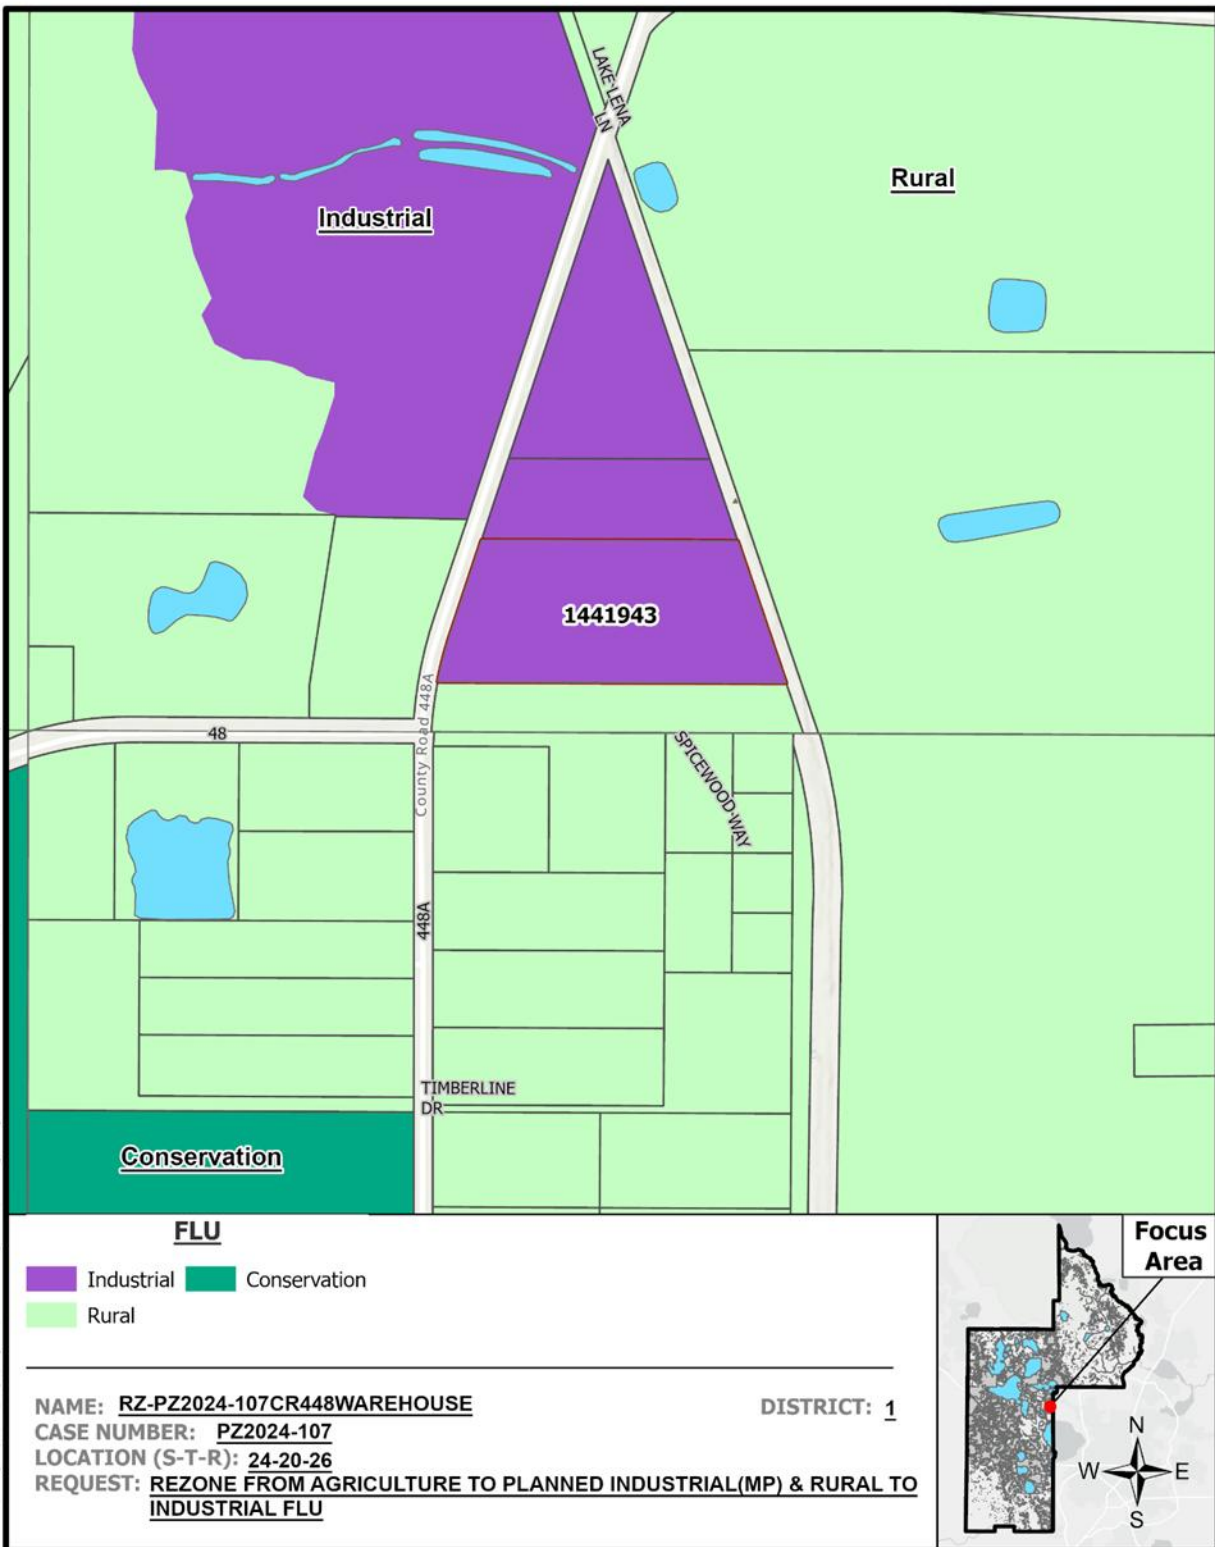 LAKE LENA
LN
Rural
Industrial
1441943
County Road 448A
48
SPICEWOOD WAY
448A
TIMBERLINE
DR
Conservation
FLU
Industrial
Conservation
Rural
Focus
Area
NAME: RZ-PZ2024-107CR448WAREHOUSE
DISTRICT: 1
CASE NUMBER: PZ2024-107
LOCATION (S-T-R): 24-20-26
REQUEST: REZONE FROM AGRICULTURE TO PLANNED INDUSTRIAL(MP) & RURAL TO
INDUSTRIAL FLU
N
W
E
S